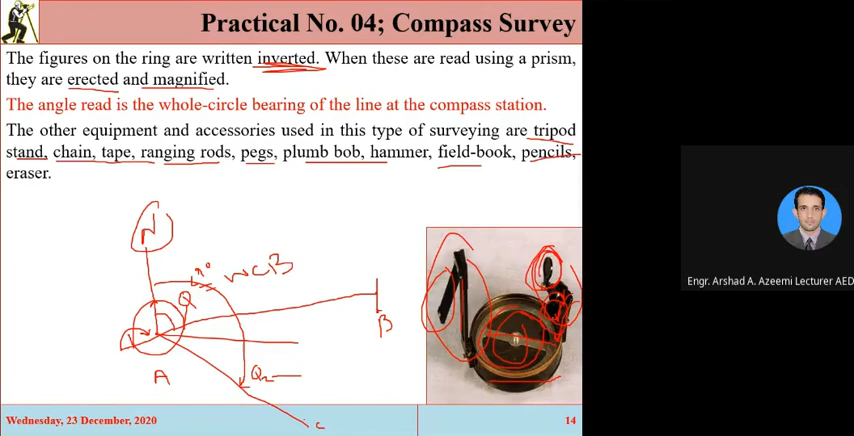 Practical No. 04; Compass Survey
The figures on the ring are written inverted. When these are read using a prism,
they are erected and magnified.
The angle read is the whole-circle bearing of the line at the compass station.
The other equipment and accessories used in this type of surveying are tripod
stand, chain, tape, ranging rods, pegs, plumb bob, hammer, field-book, pencils,
eraser.
N
WCB
Q
B
A
Q2
C
Engr. Arshad A. Azeemi Lecturer AED
Wednesday, 23 December, 2020
14